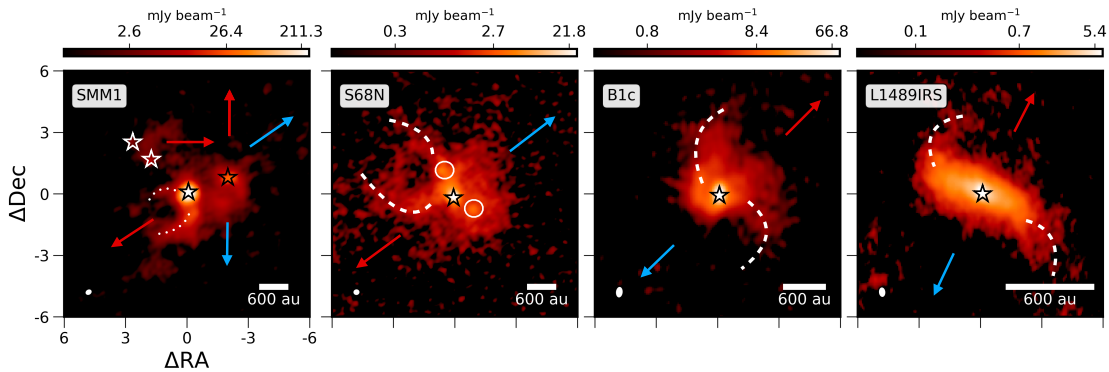 mJy beam⁻¹ mJy beam⁻¹ mJy beam⁻¹ mJy beam⁻¹
2.6 26.4 211.3 0.3 2.7 21.8 0.8 8.4 66.8 0.1 0.7 5.4
6
SMM1 S68N B1c L1489IRS
3
0
-3
600 au 600 au 600 au 600 au
-6
6 3 0 -3 -6
ΔRA
ΔDec